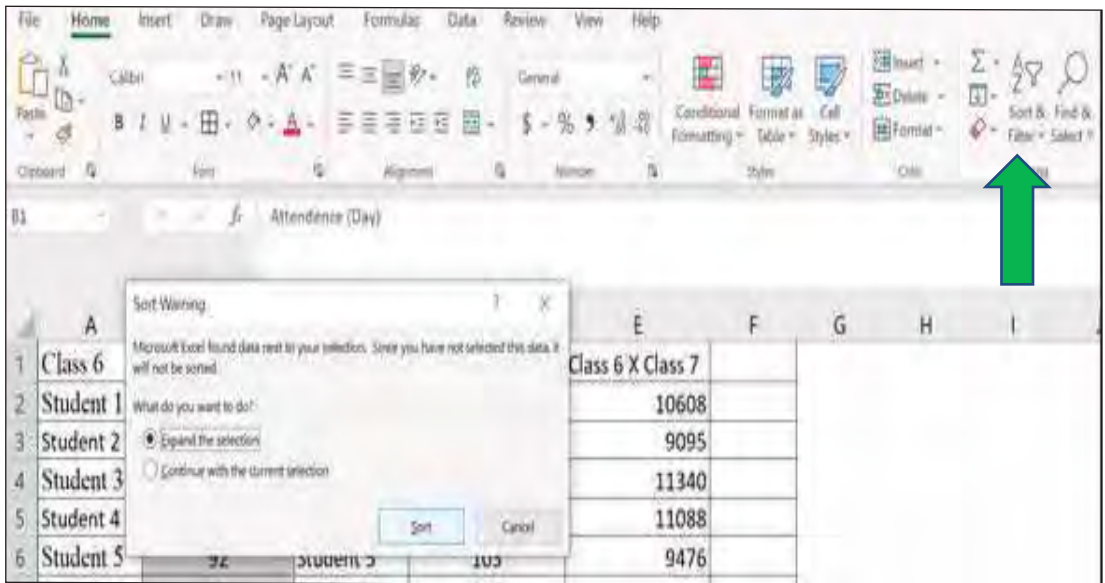 File Home Insert Draw Page Layout Formulas Data Review View Help
Calibri 11 A A General Insert
Paste B I U A $ % Conditional Format as Cell Delete Sort & Find &
Formatting Table Styles Format Filter Select
Clipboard Font Alignment Number Styles Cells
B1 fx Attendence (Day)
Sort Warning ? X
A E F G H I
Microsoft Excel found data next to your selection. Since you have not selected this data, it
will not be sorted.
1 Class 6 Class 6 X Class 7
2 Student 1 What do you want to do? 10608
3 Student 2 Expand the selection 9095
Continue with the current selection
4 Student 3 11340
5 Student 4 Sort Cancel 11088
6 Student 5 92 Student 5 103 9476